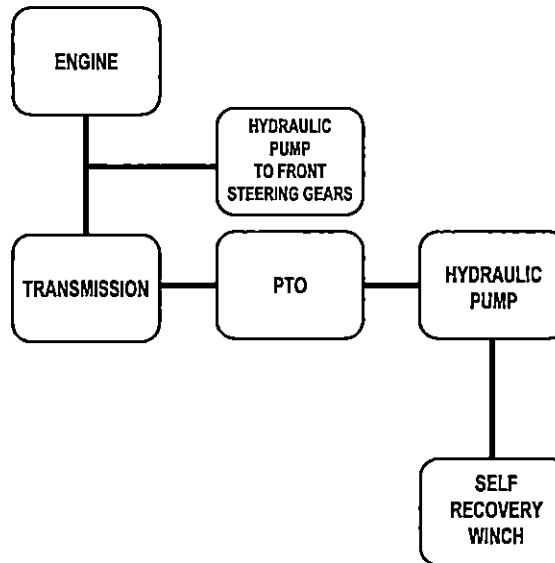 ENGINE
HYDRAULIC
PUMP
TO FRONT
STEERING GEARS
TRANSMISSION
PTO
HYDRAULIC
PUMP
SELF
RECOVERY
WINCH